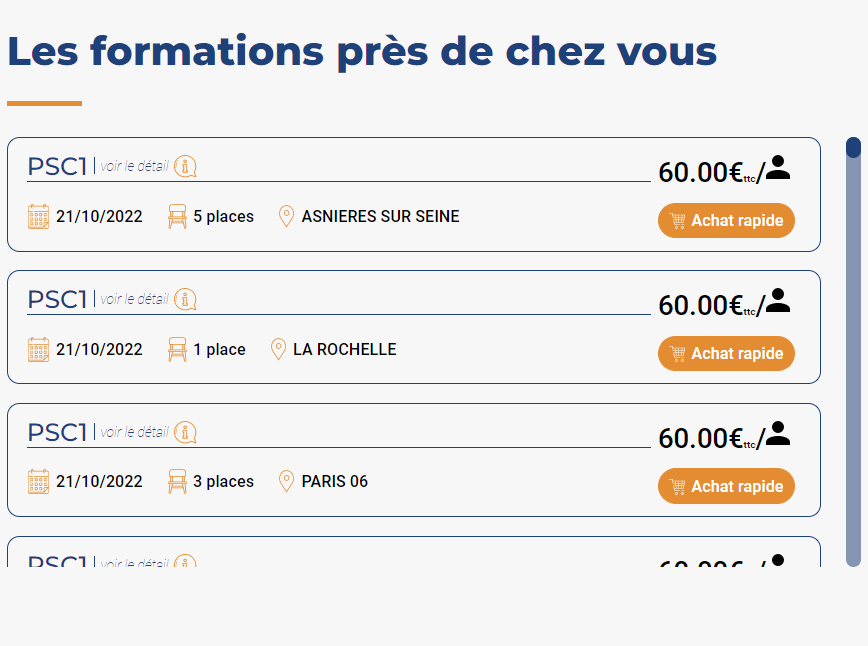 Les formations près de chez vous
PSC1 | voir le détail
60.00€ttc/
21/10/2022 5 places ASNIERES SUR SEINE
Achat rapide
PSC1 | voir le détail
60.00€ttc/
21/10/2022 1 place LA ROCHELLE
Achat rapide
PSC1 | voir le détail
60.00€ttc/
21/10/2022 3 places PARIS 06
Achat rapide
PSC1 | voir le détail
60.00€ /